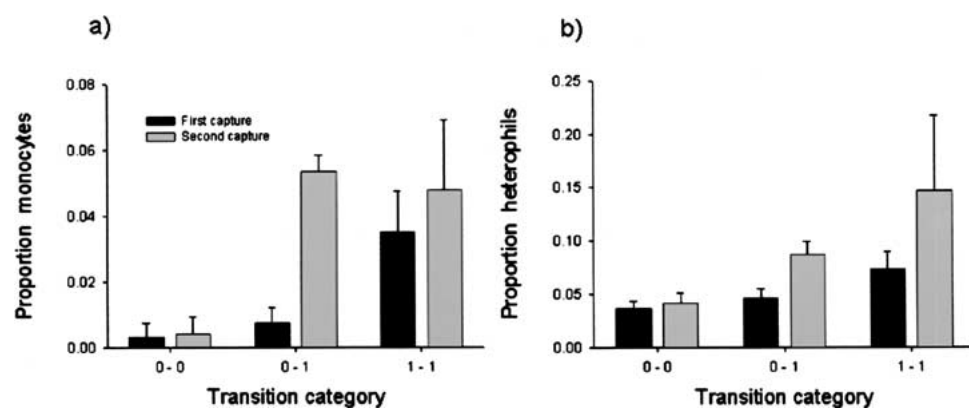 a)
Proportion monocytes
0.08
0.06
0.04
0.02
0.00
First capture
Second capture
0 - 0
0 - 1
1 - 1
Transition category
b)
Proportion heterophils
0.25
0.20
0.15
0.10
0.05
0.00
0 - 0
0 - 1
1 - 1
Transition category